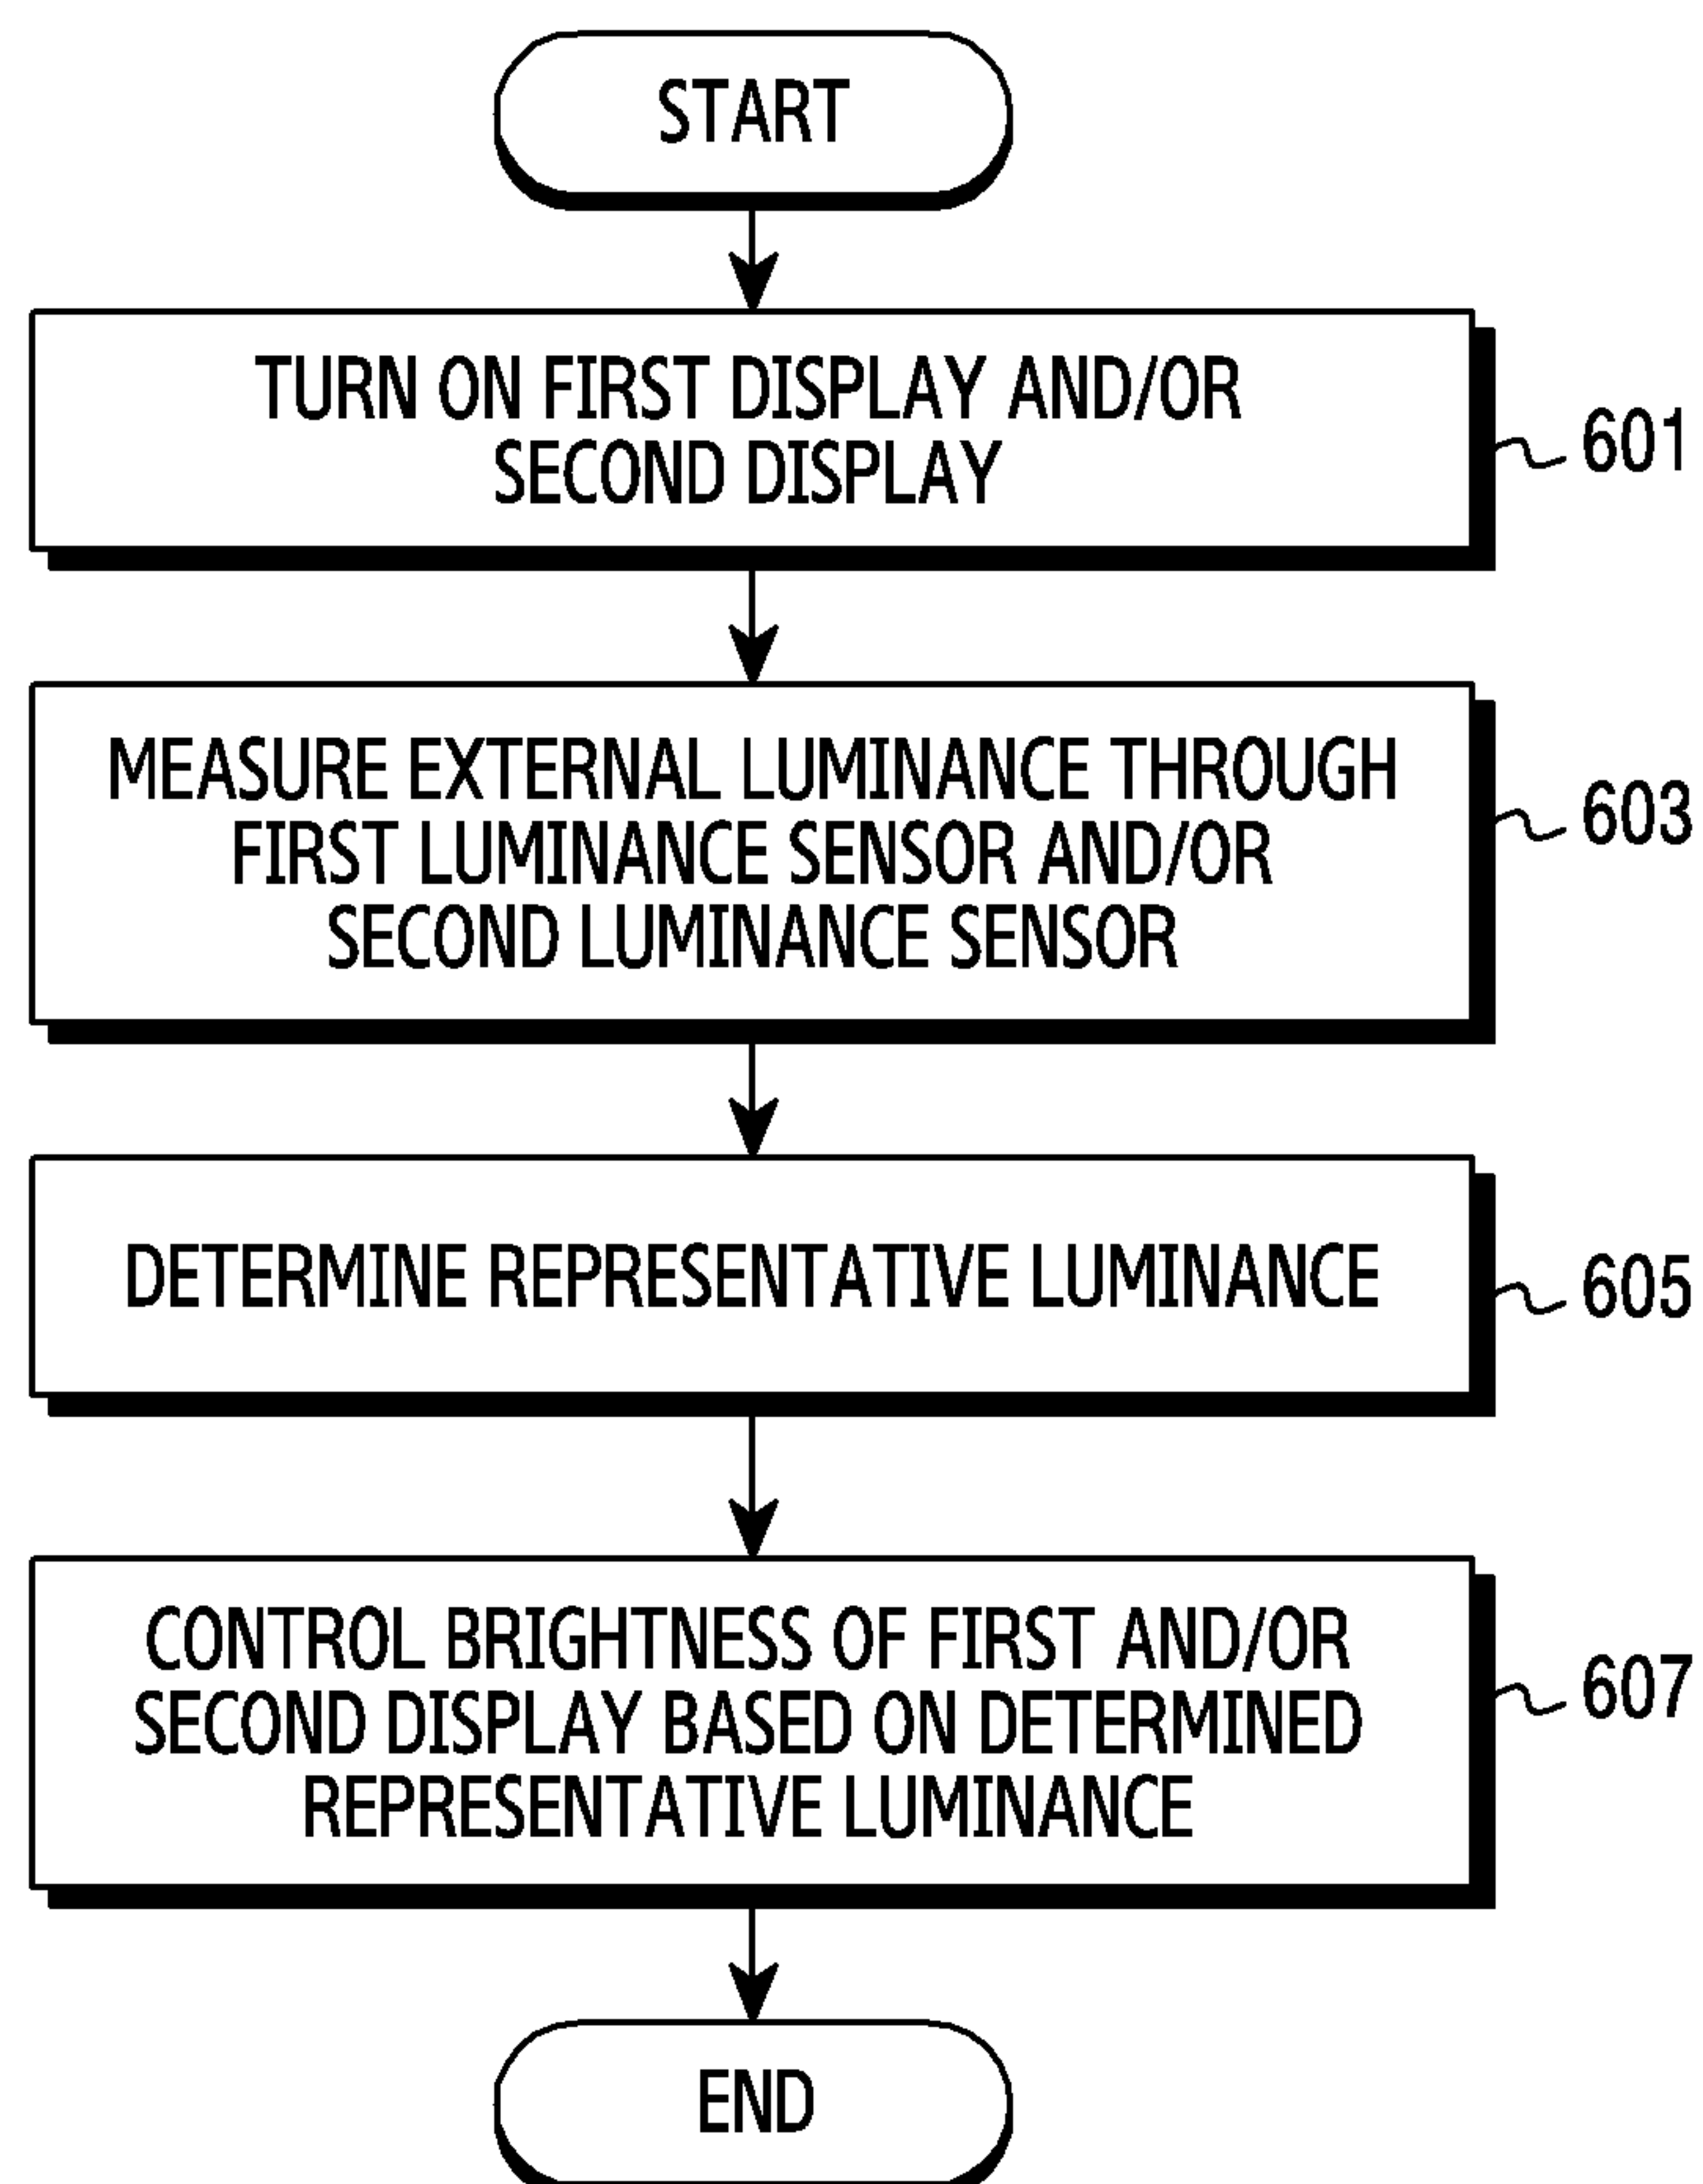 START
TURN ON FIRST DISPLAY AND/OR
SECOND DISPLAY
601
MEASURE EXTERNAL LUMINANCE THROUGH
FIRST LUMINANCE SENSOR AND/OR
SECOND LUMINANCE SENSOR
603
DETERMINE REPRESENTATIVE LUMINANCE
605
CONTROL BRIGHTNESS OF FIRST AND/OR
SECOND DISPLAY BASED ON DETERMINED
REPRESENTATIVE LUMINANCE
607
END